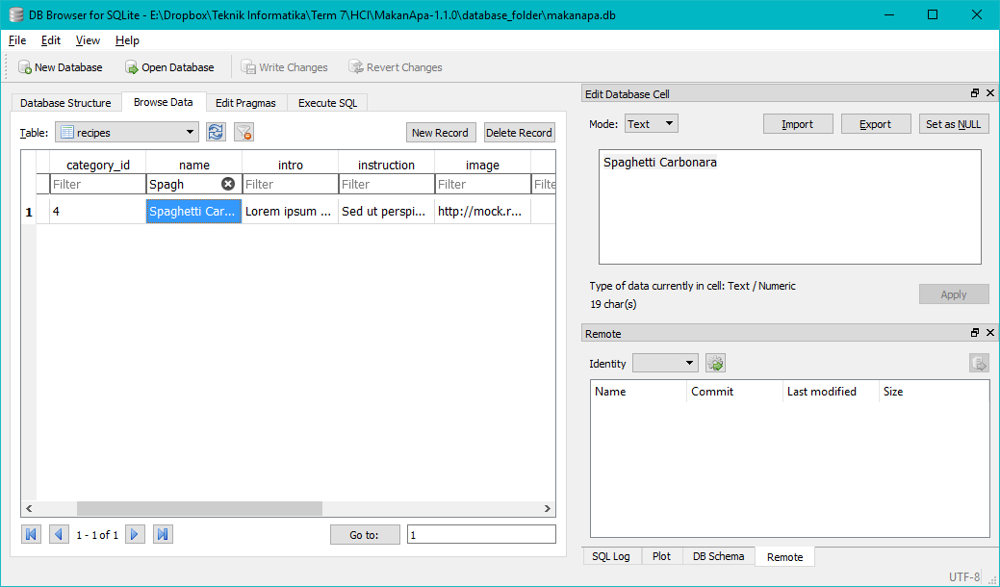 DB Browser for SQLite - E:\Dropbox\Teknik Informatika\Term 7\HCI\MakanApa-1.1.0\database_folder\makanapa.db
File Edit View Help
New Database Open Database Write Changes Revert Changes
Database Structure Browse Data Edit Pragmas Execute SQL
Table: recipes New Record Delete Record
category_id name intro instruction image
Filter Spagh Filter Filter Filter Filte
1 4 Spaghetti Car... Lorem ipsum ... Sed ut perspi... http://mock.r...
1 - 1 of 1 Go to: 1
Edit Database Cell
Mode: Text Import Export Set as NULL
Spaghetti Carbonara
Type of data currently in cell: Text / Numeric
19 char(s)
Apply
Remote
Identity
Name Commit Last modified Size
SQL Log Plot DB Schema Remote
UTF-8